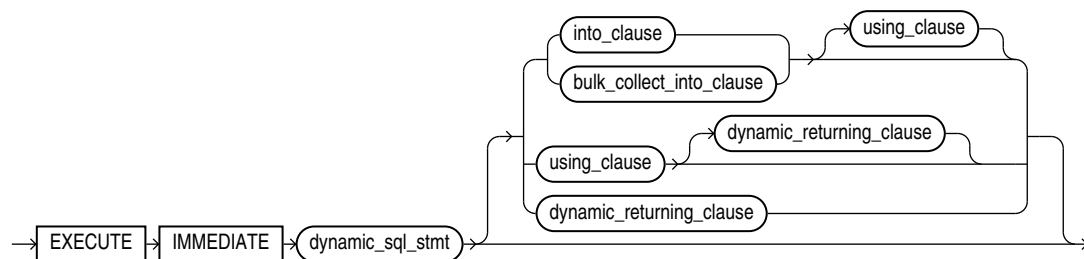 into_clause
using_clause
bulk_collect_into_clause
dynamic_returning_clause
using_clause
dynamic_returning_clause
EXECUTE IMMEDIATE dynamic_sql_stmt